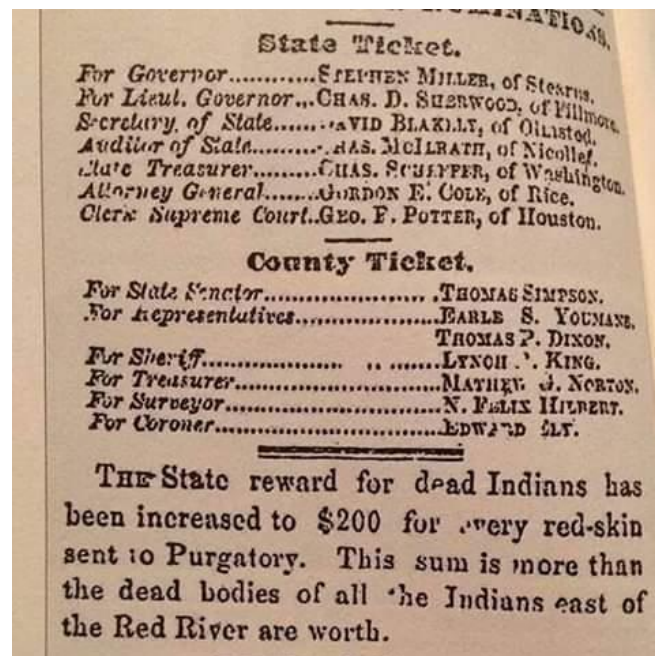 NOMINATIONS.
State Ticket.
For Governor............STEPHEN MILLER, of Stearns.
For Lieut. Governor...CHAS. D. SHERWOOD, of Fillmore.
Secretary of State.......AVID BLAKELY, of Olmsted.
Auditor of State.........HAS. MCILRATH, of Nicollet.
State Treasurer.........CHAS. SCHEFFER, of Washington.
Attorney General........GORDON E. COLE, of Rice.
Clerk Supreme Court..GEO. F. POTTER, of Houston.
County Ticket.
For State Senator........................THOMAS SIMPSON.
For Representatives..................EARLE S. YOUMANS.
THOMAS P. DIXON.
For Sheriff.................... .. .......LYNCH . KING.
For Treasurer..........................MATHEW G. NORTON.
For Surveyor...........................N. FELIX HILBERT.
For Coroner............................EDWARD ELY.
THE State reward for dead Indians has
been increased to $200 for every red-skin
sent to Purgatory. This sum is more than
the dead bodies of all the Indians east of
the Red River are worth.